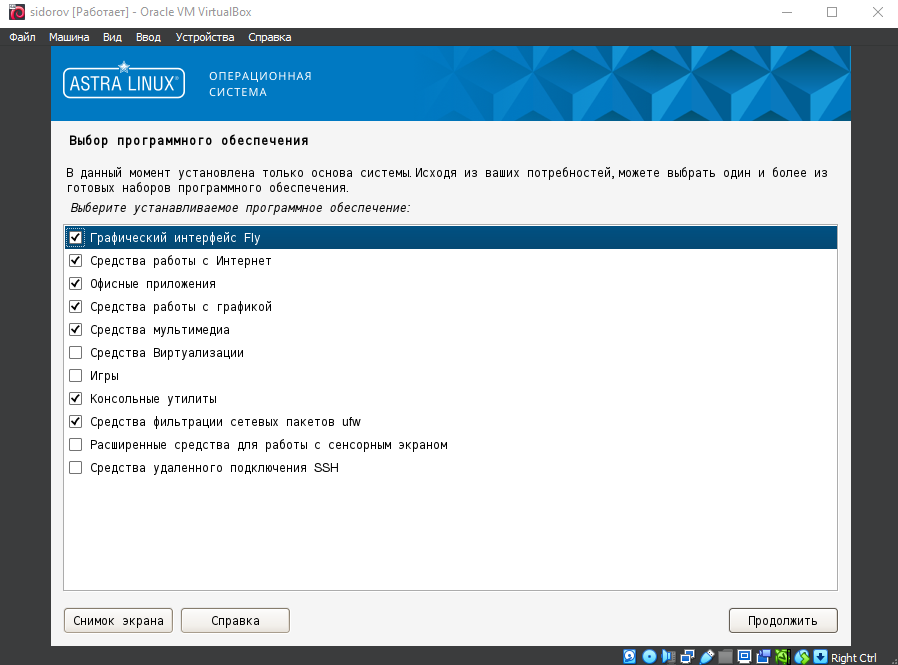 sidorov [Работает] - Oracle VM VirtualBox
Файл Машина Вид Ввод Устройства Справка
ASTRA LINUX®
ОПЕРАЦИОННАЯ
СИСТЕМА
Выбор программного обеспечения
В данный момент установлена только основа системы. Исходя из ваших потребностей, можете выбрать один и более из
готовых наборов программного обеспечения.
Выберите устанавливаемое программное обеспечение:
Графический интерфейс Fly
Средства работы с Интернет
Офисные приложения
Средства работы с графикой
Средства мультимедиа
Средства Виртуализации
Игры
Консольные утилиты
Средства фильтрации сетевых пакетов ufw
Расширенные средства для работы с сенсорным экраном
Средства удаленного подключения SSH
Снимок экрана Справка Продолжить
Right Ctrl